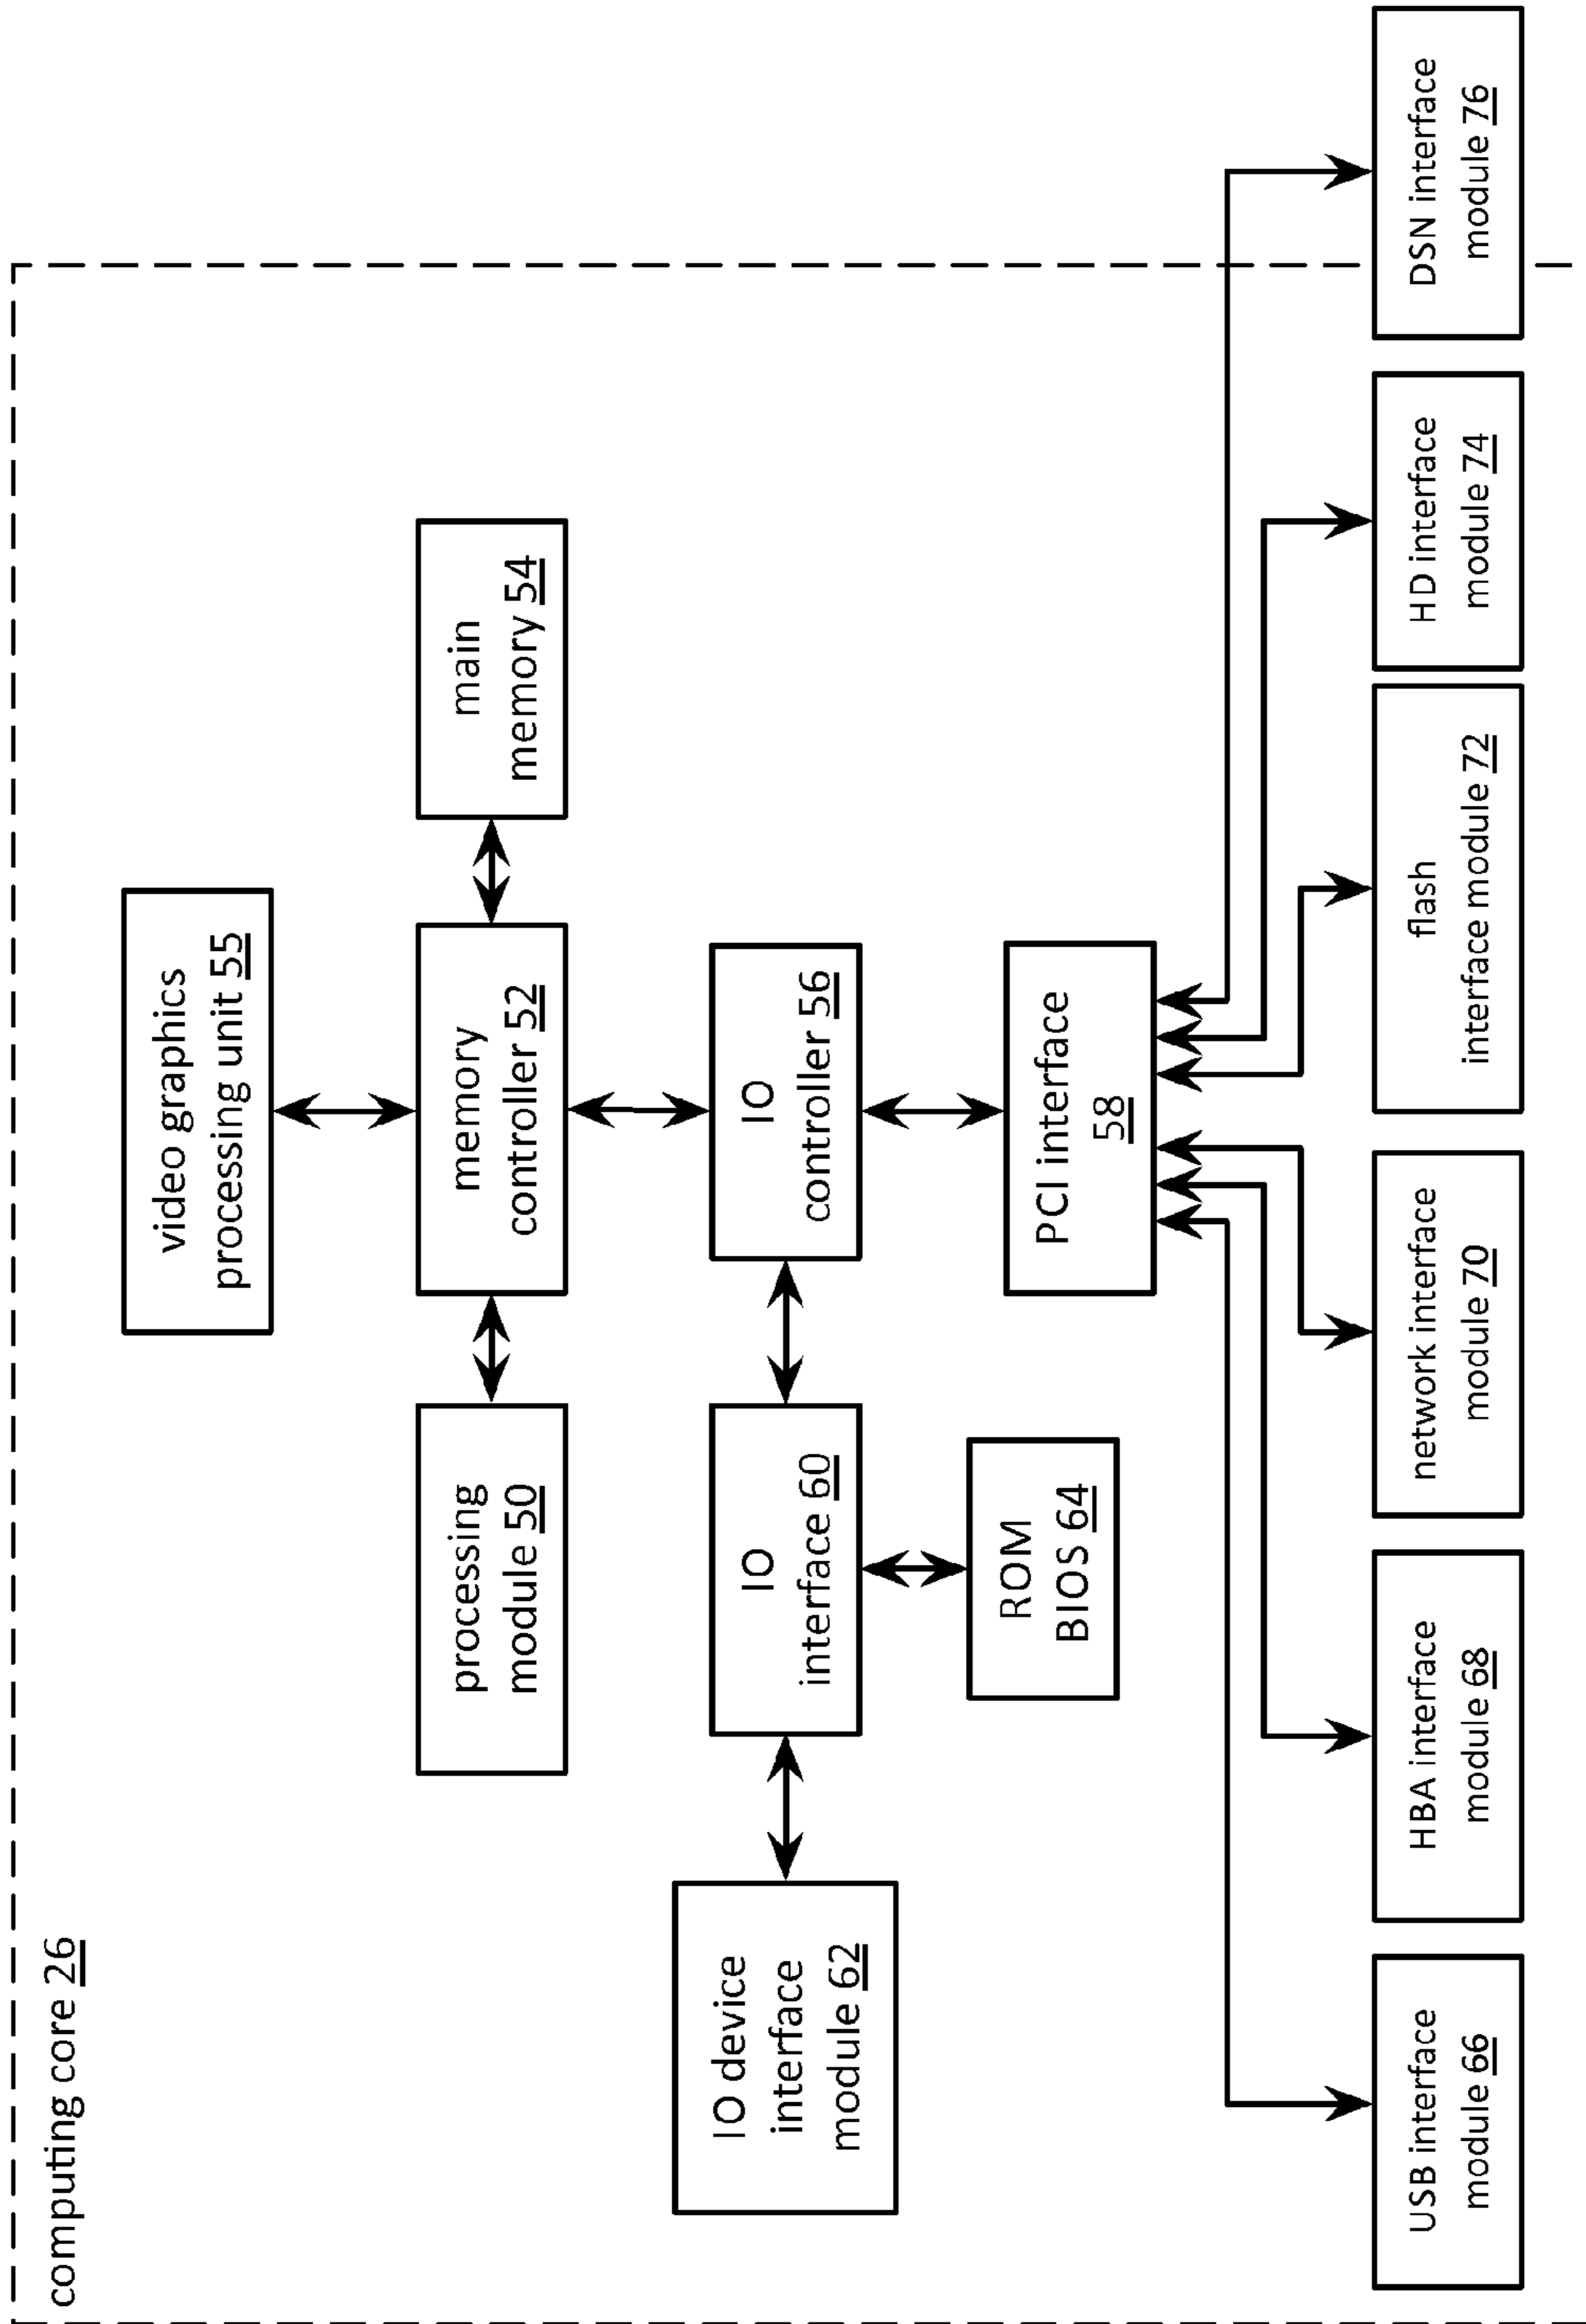 computing core 26
video graphics
processing unit 55
processing
module 50
memory
controller 52
main
memory 54
IO device
interface
module 62
IO
interface 60
IO
controller 56
ROM
BIOS 64
PCI interface
58
USB interface
module 66
HBA interface
module 68
network interface
module 70
flash
interface module 72
HD interface
module 74
DSN interface
module 76